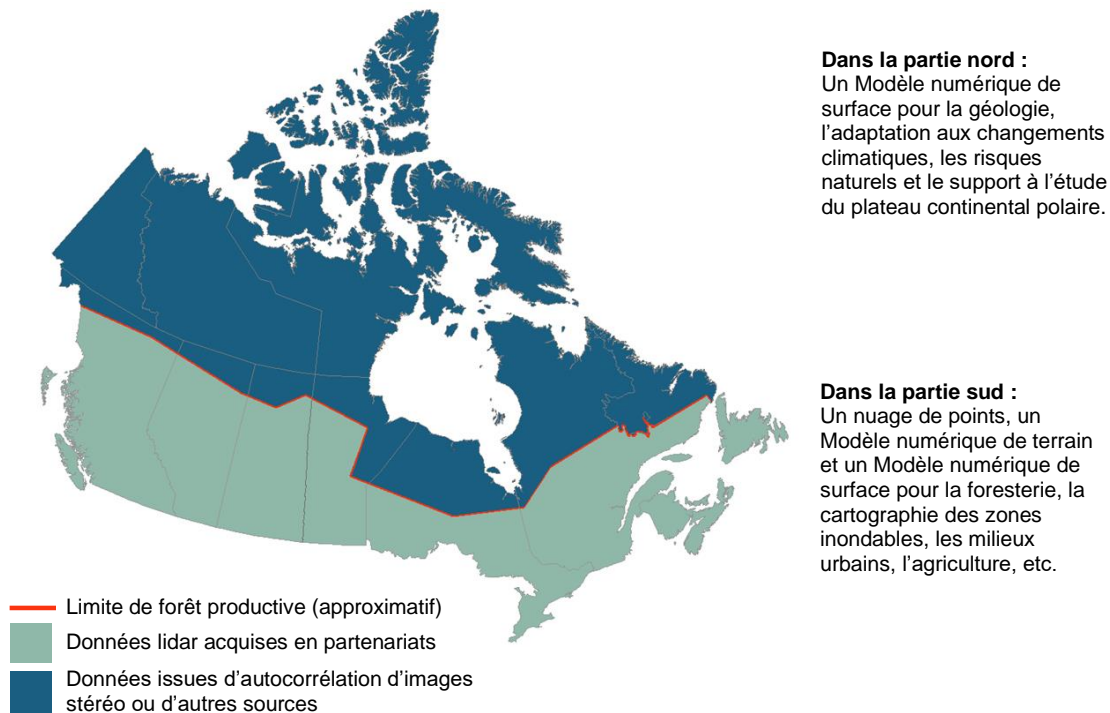 Dans la partie nord :
Un Modèle numérique de
surface pour la géologie,
l’adaptation aux changements
climatiques, les risques
naturels et le support à l’étude
du plateau continental polaire.
Dans la partie sud :
Un nuage de points, un
Modèle numérique de terrain
et un Modèle numérique de
surface pour la foresterie, la
cartographie des zones
inondables, les milieux
urbains, l’agriculture, etc.
Limite de forêt productive (approximatif)
Données lidar acquises en partenariats
Données issues d’autocorrélation d’images
stéréo ou d’autres sources